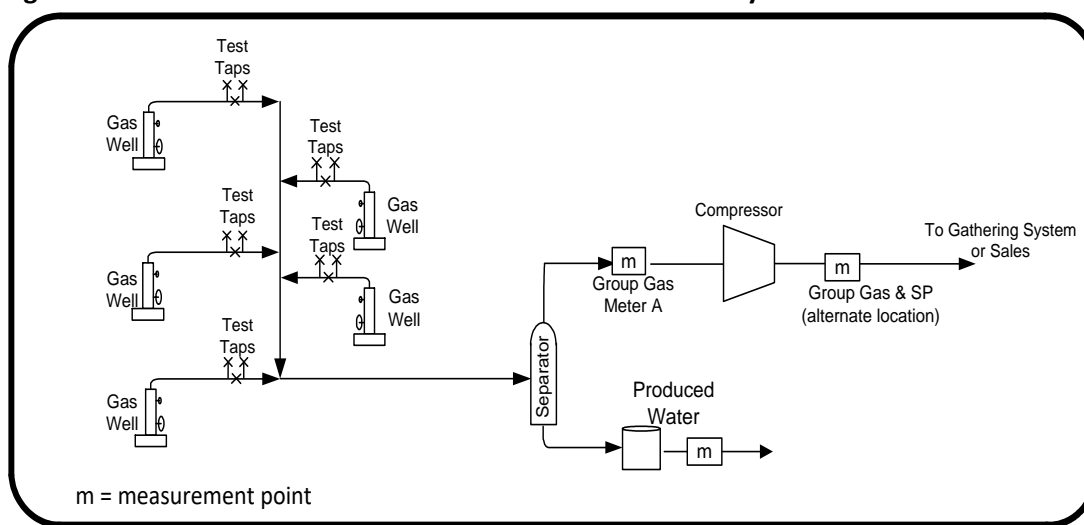 Test
Taps
Gas
Well
Test
Taps
Gas
Well
Test
Taps
Gas
Well
Test
Taps
Gas
Well
Test
Taps
Gas
Well
Compressor
To Gathering System
or Sales
m
Group Gas
Meter A
m
Group Gas & SP
(alternate location)
Separator
Produced
Water
m
m = measurement point